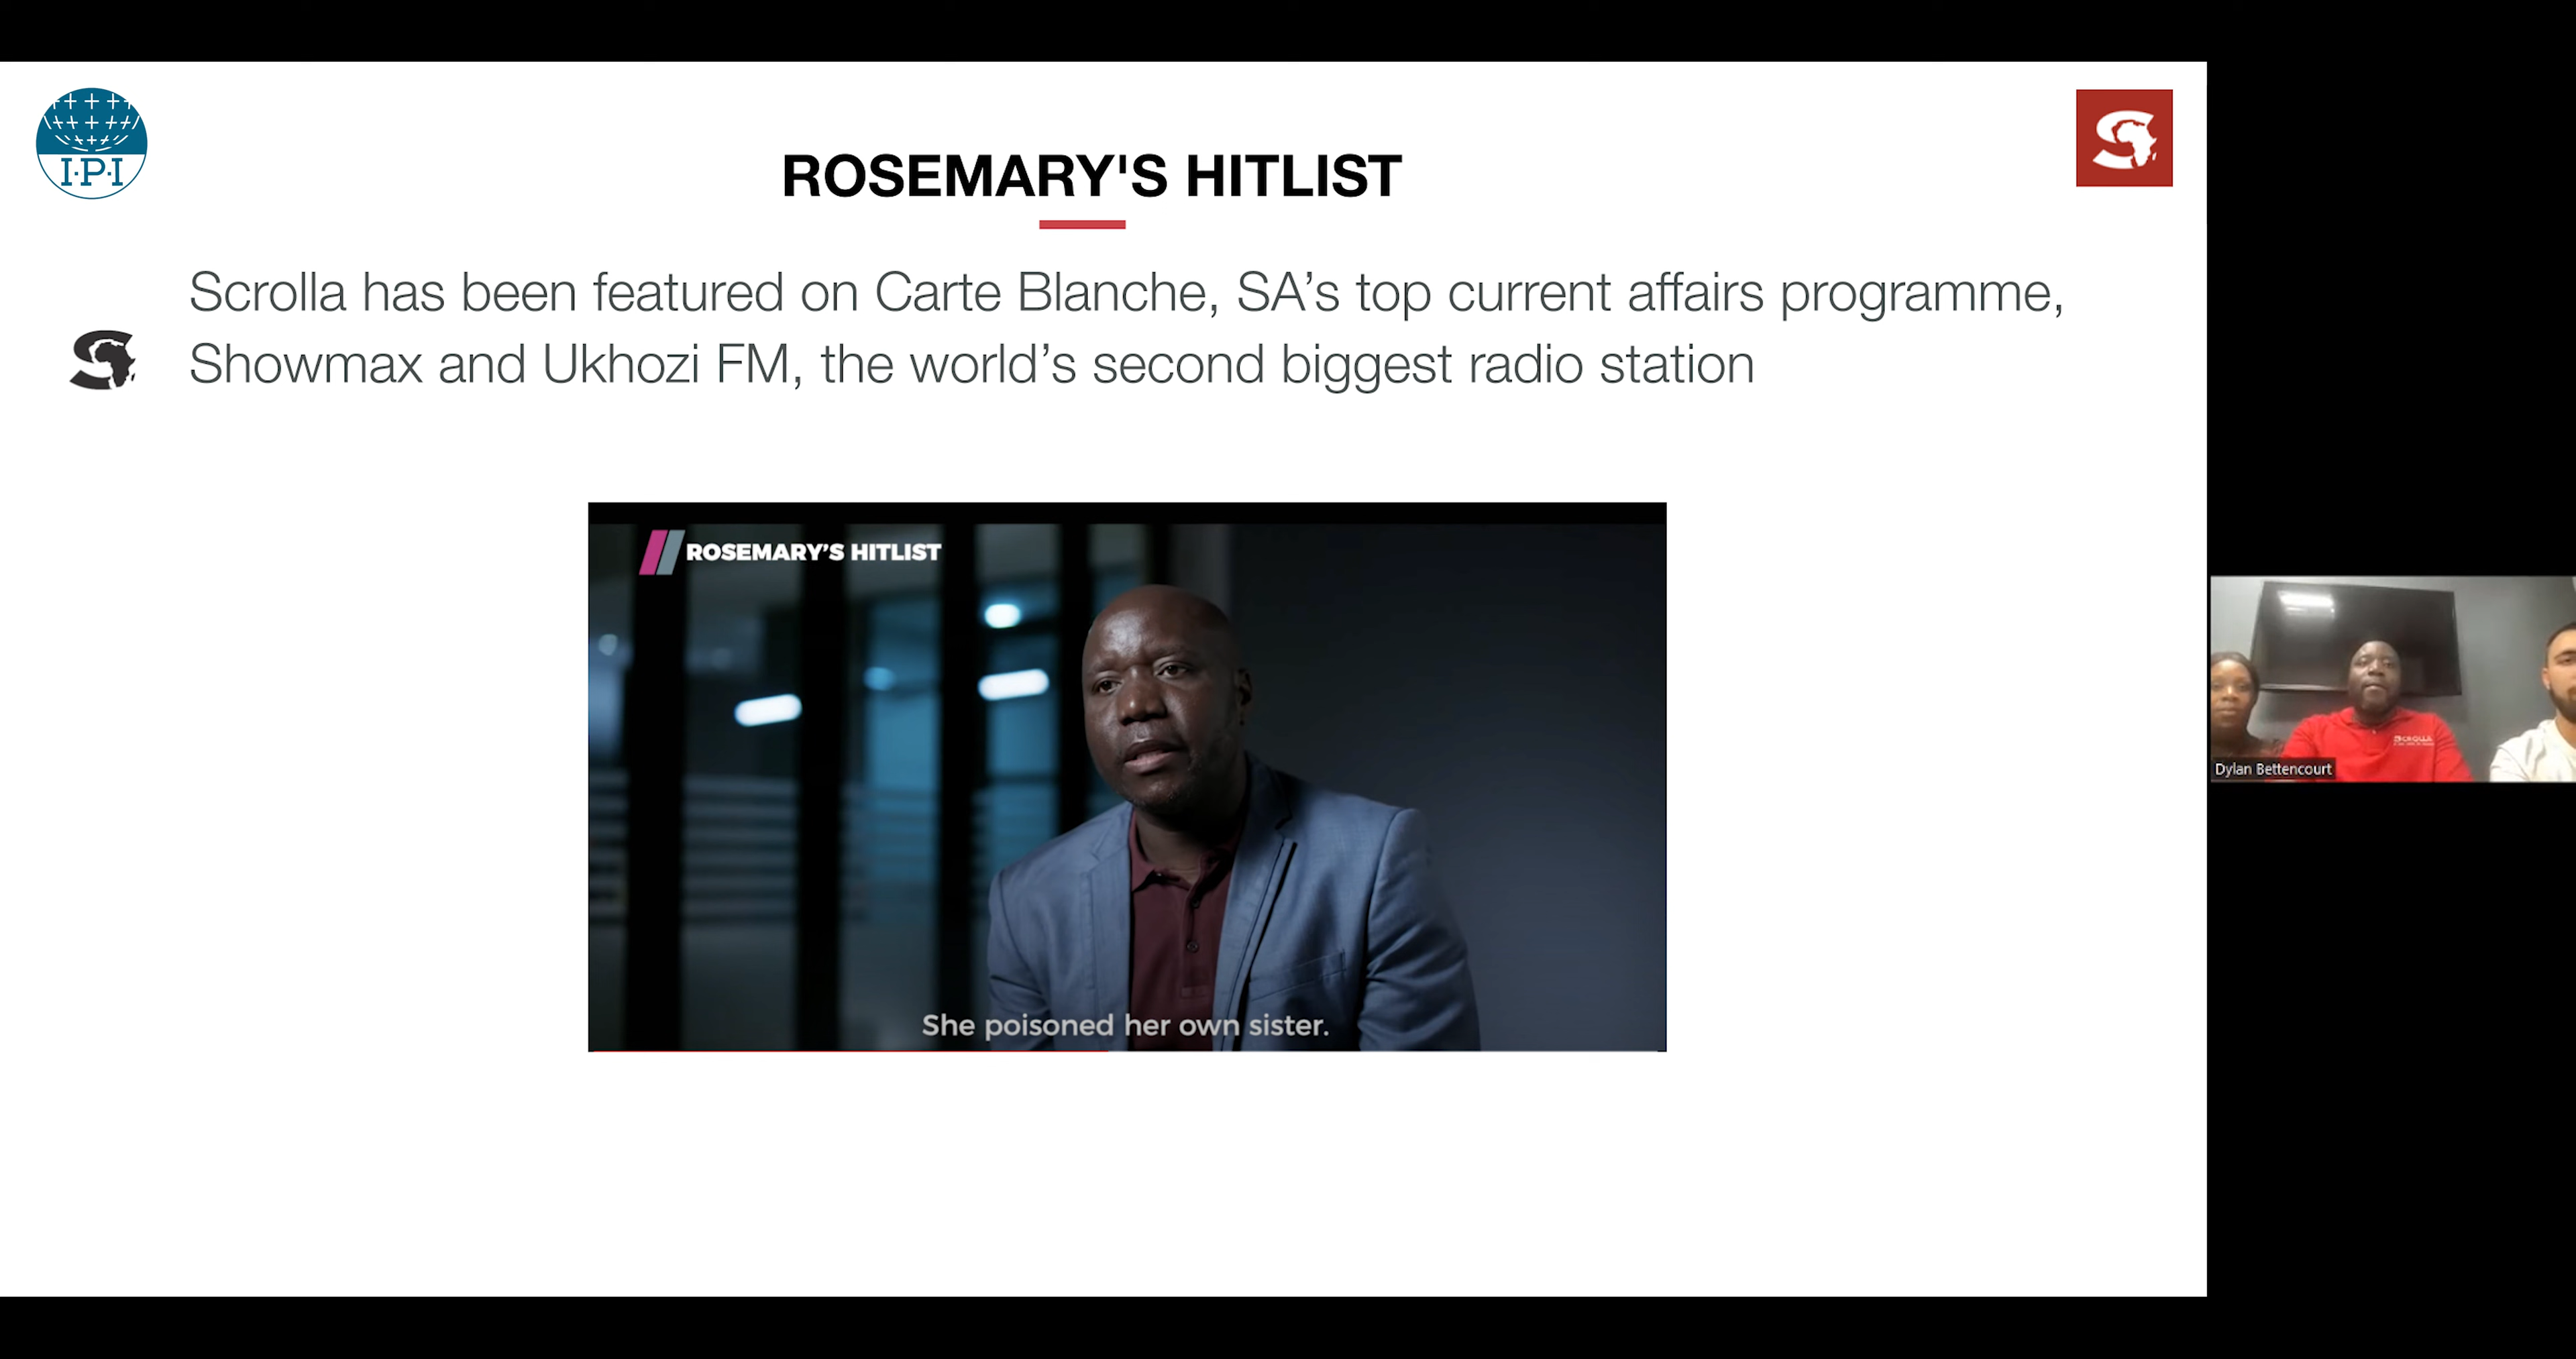 I·P·I
ROSEMARY'S HITLIST
Scrolla has been featured on Carte Blanche, SA’s top current affairs programme,
Showmax and Ukhozi FM, the world’s second biggest radio station
ROSEMARY’S HITLIST
She poisoned her own sister.
Dylan Bettencourt